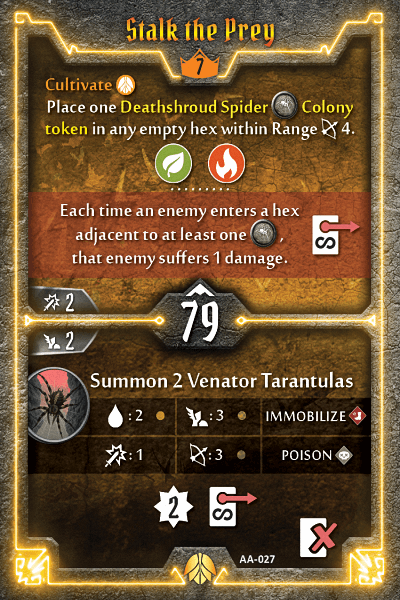 Stalk the Prey
7
Cultivate
Place one Deathshroud Spider Colony
token in any empty hex within Range 4.
Each time an enemy enters a hex
adjacent to at least one ,
that enemy suffers 1 damage.
2
79
2
Summon 2 Venator Tarantulas
: 2 : 3 IMMOBILIZE
: 1 : 3 POISON
2
AA-027